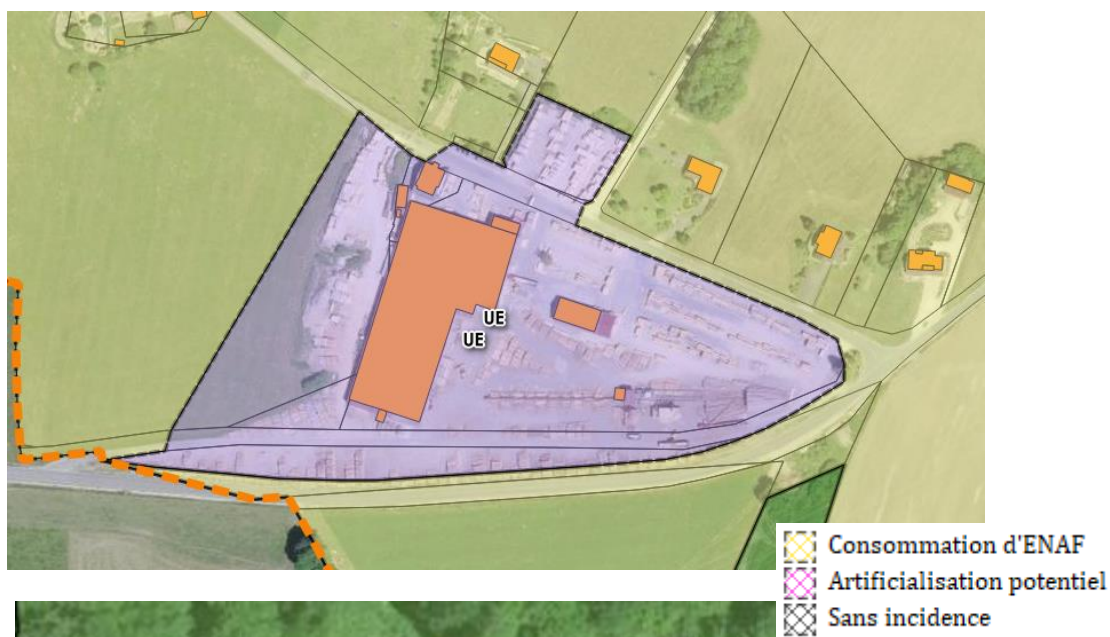 UE
UE
Consommation d'ENAF
Artificialisation potentiel
Sans incidence